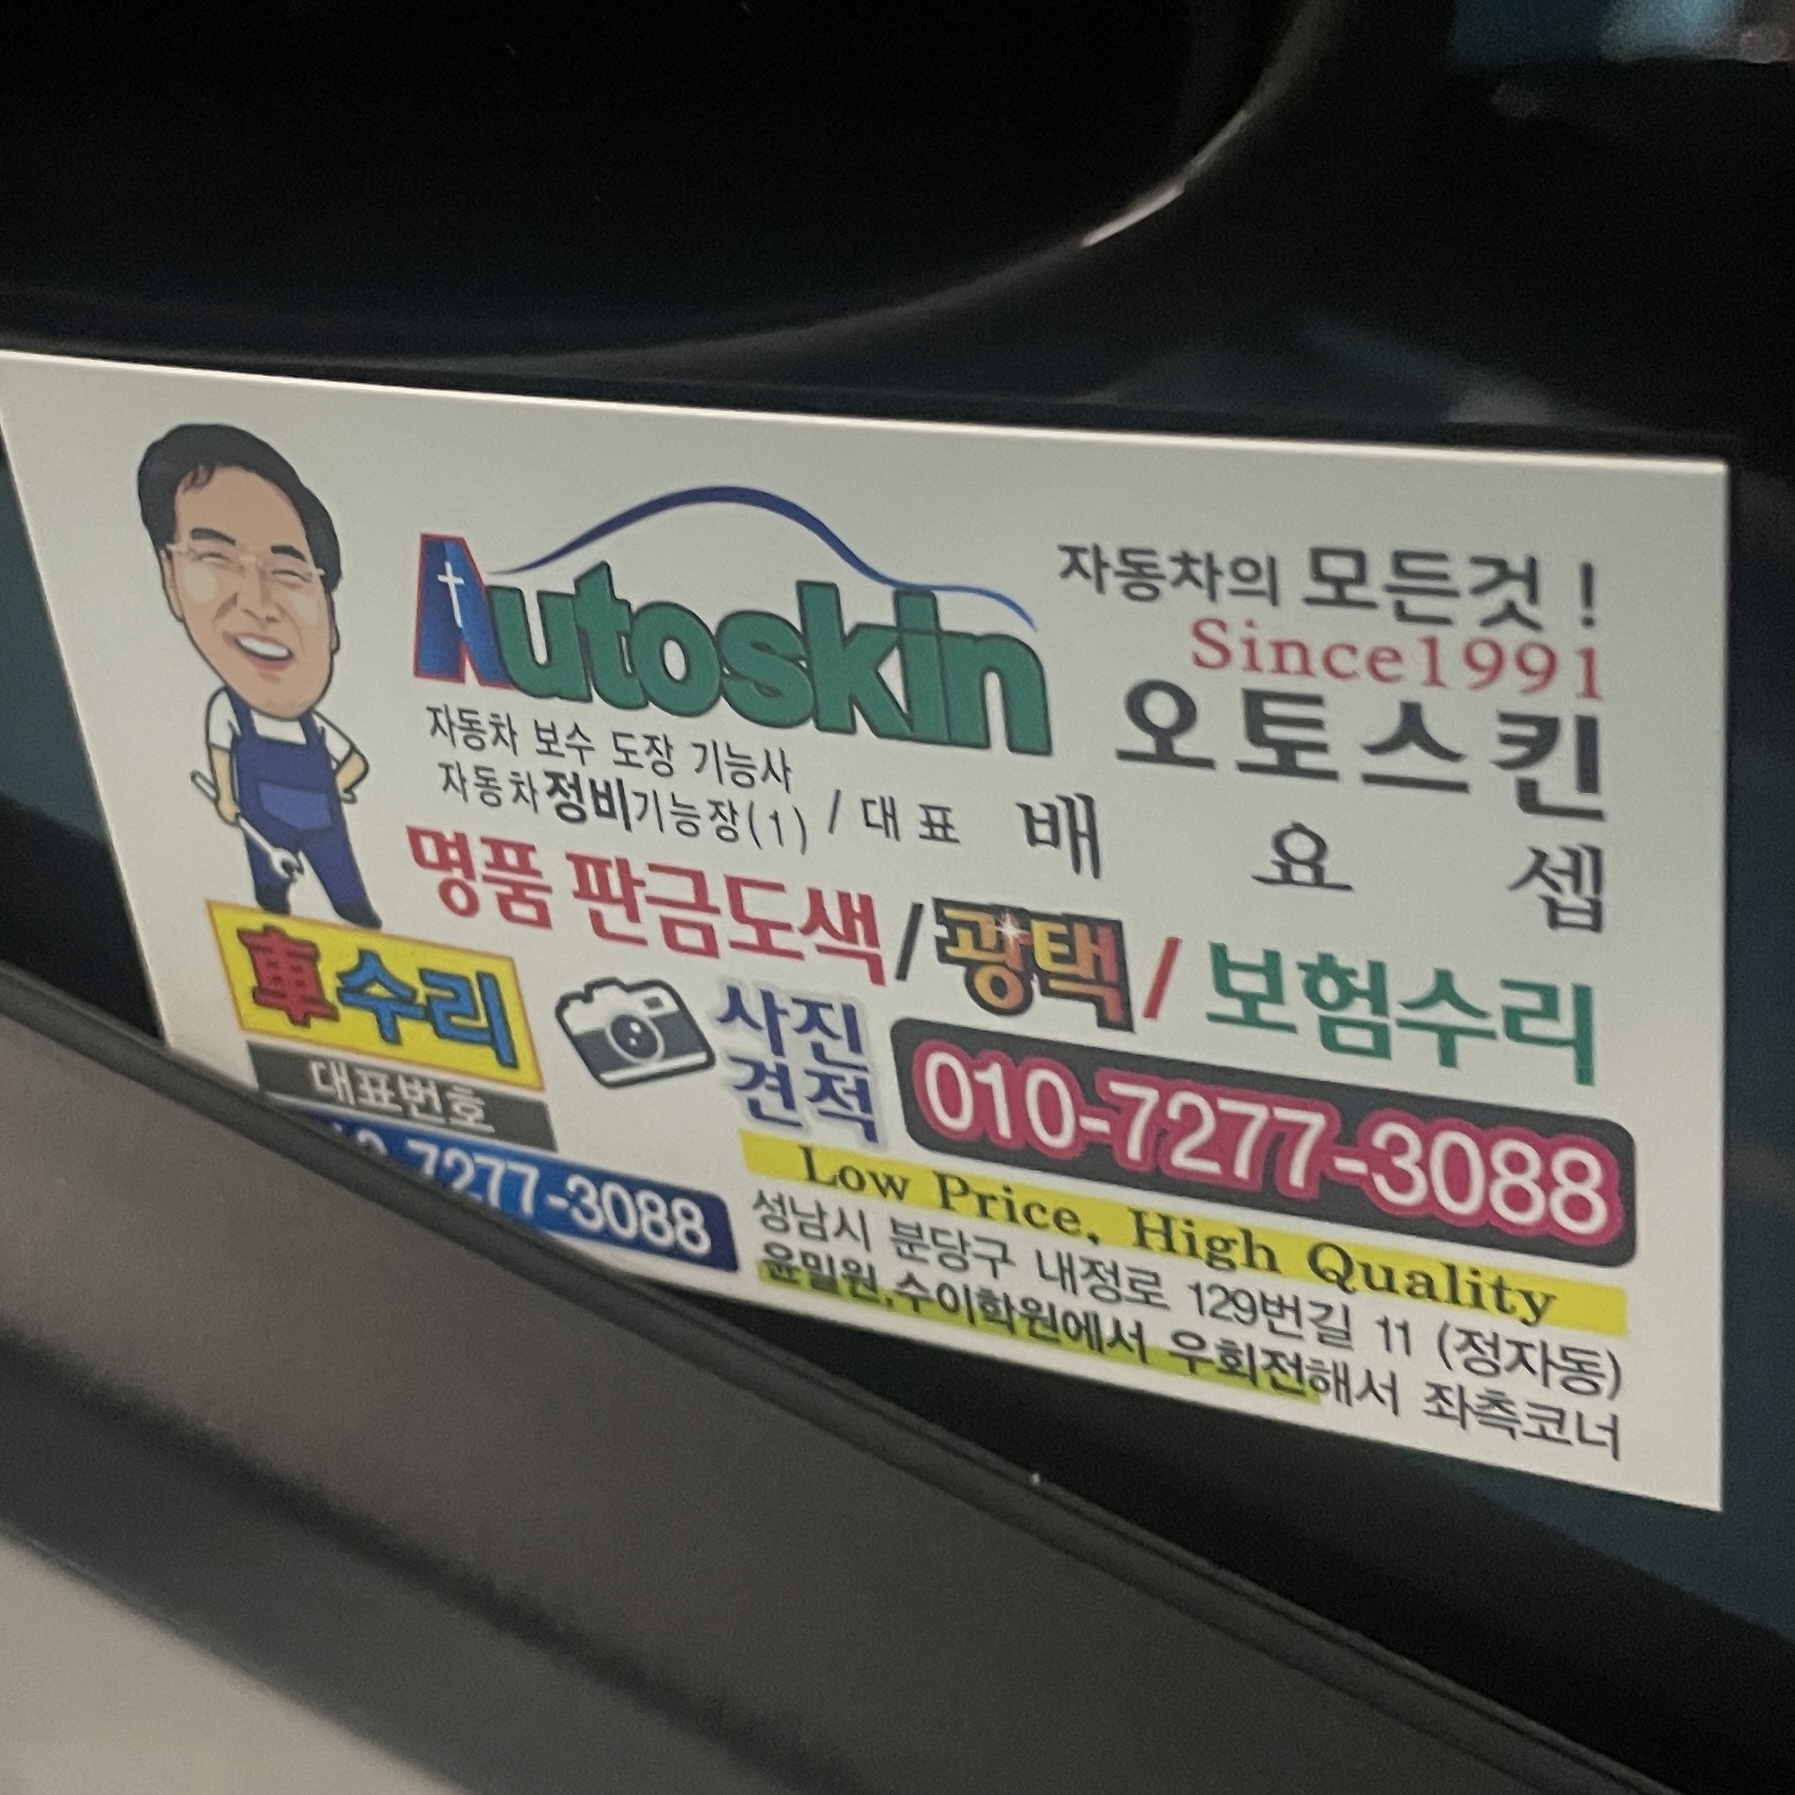 자동차의 모든것 !
Since1991
Autoskin 오토스킨
자동차 보수 도장 기능사
자동차정비기능장(1) / 대 표 배 요 셉
명품 판금도색/광택/보험수리
車수리
사진
견적
010-7277-3088
대표번호
7277-3088
Low Price, High Quality
성남시 분당구 내정로 129번길 11 (정자동)
윤밀원,수이학원에서 우회전해서 좌측코너